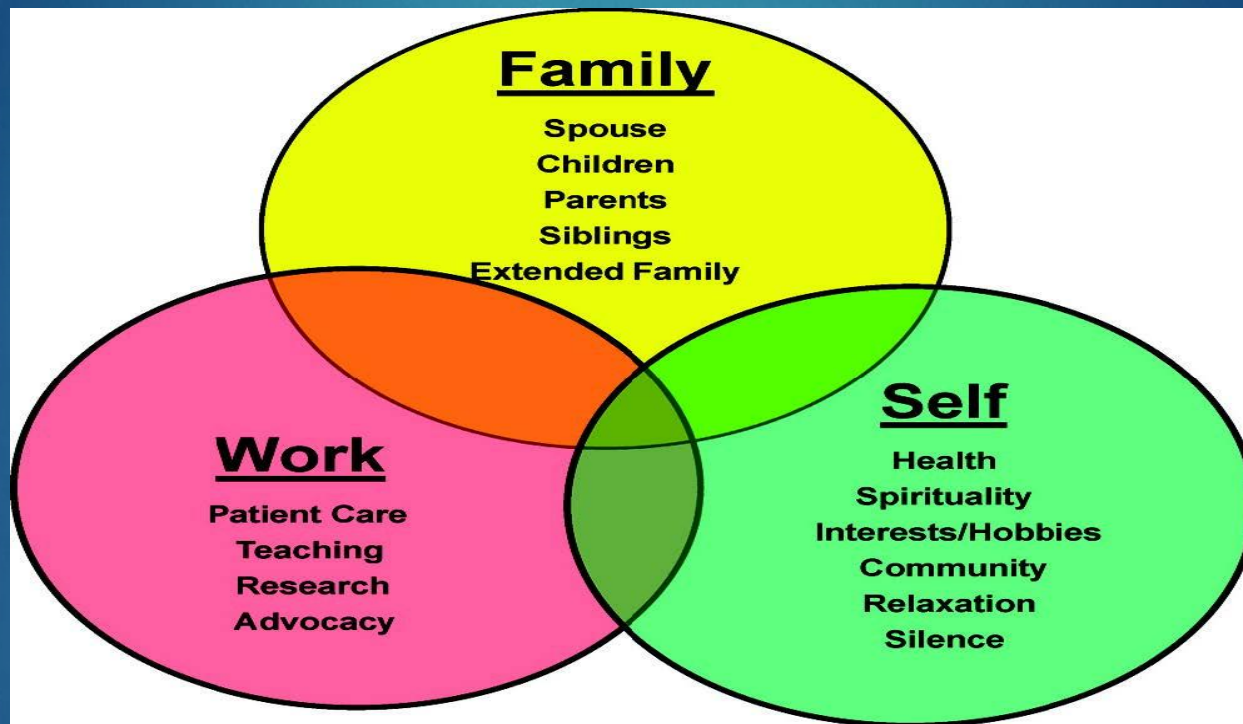 Family
Spouse
Children
Parents
Siblings
Extended Family
Work
Patient Care
Teaching
Research
Advocacy
Self
Health
Spirituality
Interests/Hobbies
Community
Relaxation
Silence